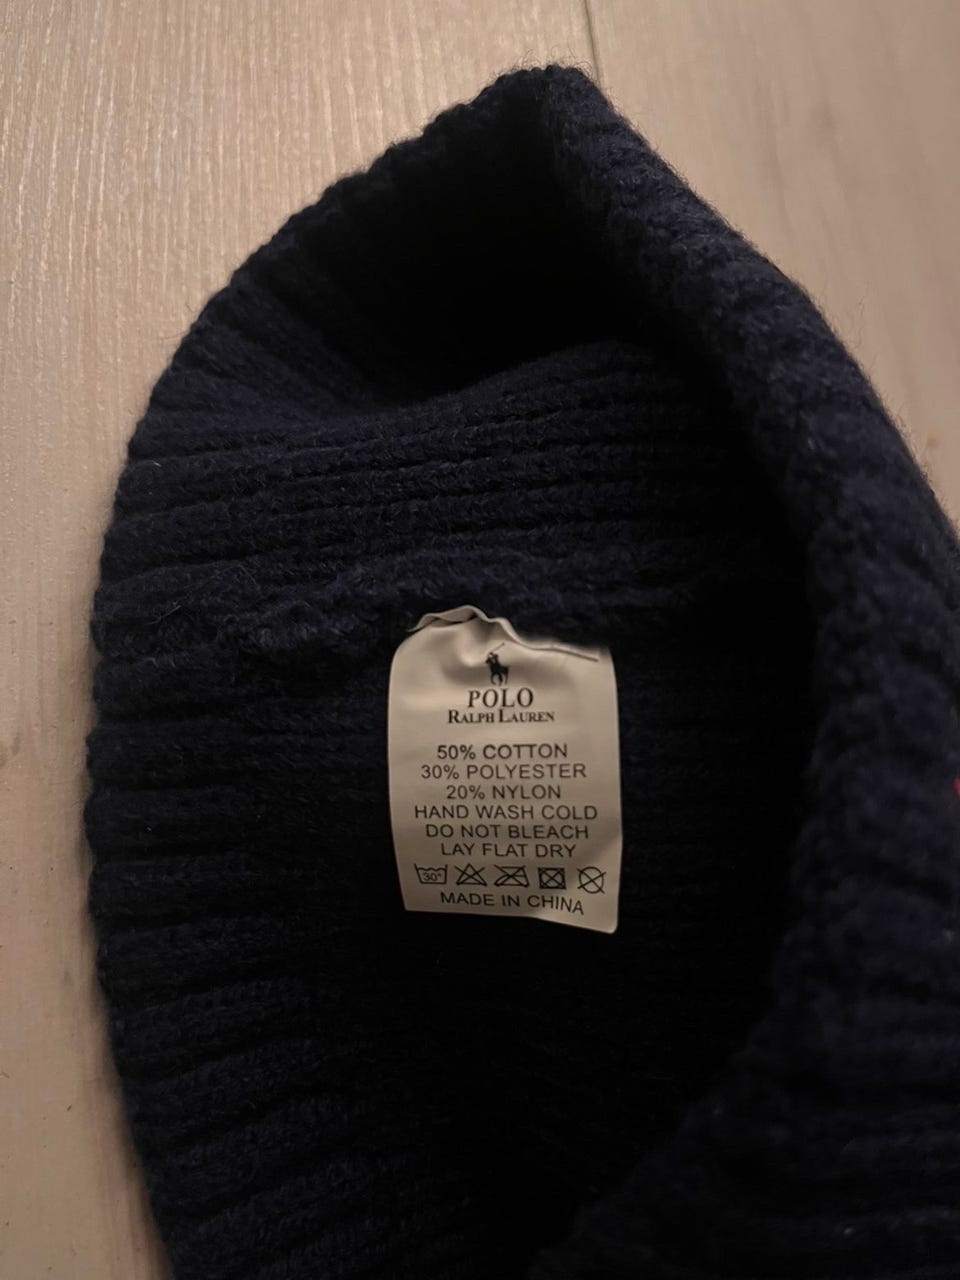 POLO
RALPH LAUREN
50% COTTON
30% POLYESTER
20% NYLON
HAND WASH COLD
DO NOT BLEACH
LAY FLAT DRY
30°
MADE IN CHINA